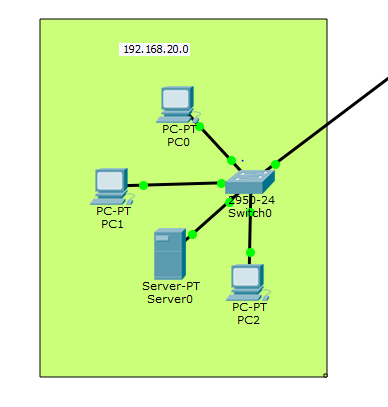 192.168.20.0
PC-PT
PC0
2950-24
Switch0
PC-PT
PC1
Server-PT
Server0
PC-PT
PC2